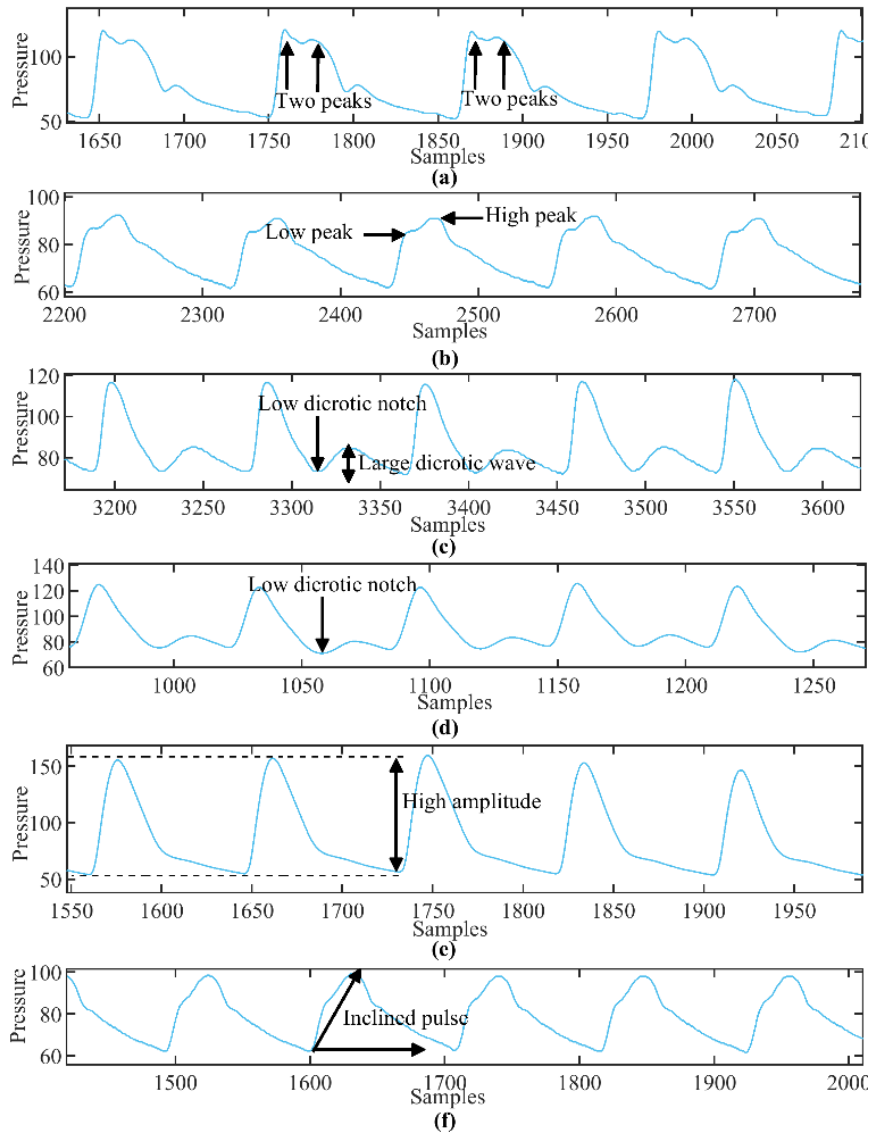 Pressure
100
50
Two peaks
Two peaks
1650 1700 1750 1800 1850 1900 1950 2000 2050 210
Samples
(a)
Pressure
100
80
60
Low peak
High peak
2200 2300 2400 2500 2600 2700
Samples
(b)
Pressure
120
100
80
Low dicrotic notch
Large dicrotic wave
3200 3250 3300 3350 3400 3450 3500 3550 3600
Samples
(c)
Pressure
140
120
100
80
60
Low dicrotic notch
1000 1050 1100 1150 1200 1250
Samples
(d)
Pressure
150
100
50
High amplitude
1550 1600 1650 1700 1750 1800 1850 1900 1950
Samples
(e)
Pressure
100
80
60
Inclined pulse
1500 1600 1700 1800 1900 2000
Samples
(f)